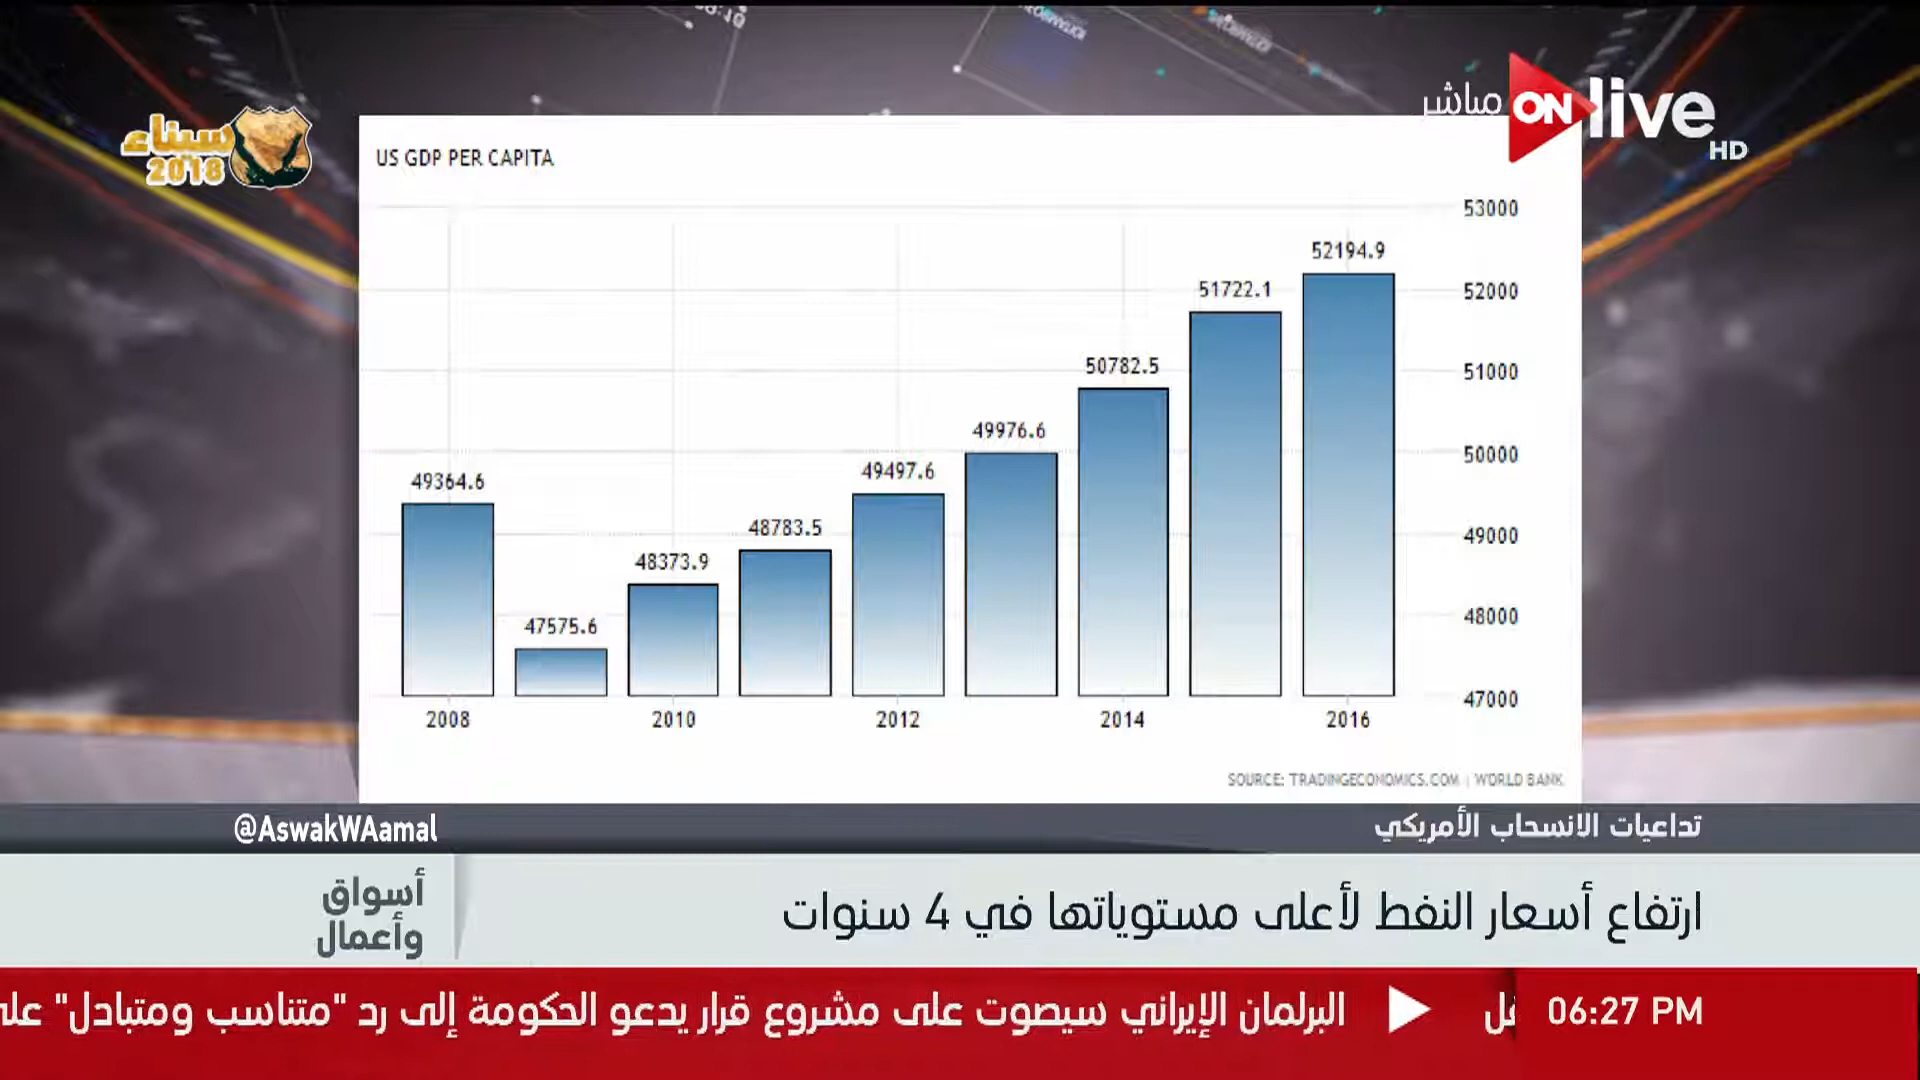 مباشر ON live
HD
سيناء
2018
US GDP PER CAPITA
53000
52000
51000
50000
49000
48000
47000
49364.6
47575.6
48373.9
48783.5
49497.6
49976.6
50782.5
51722.1
52194.9
2008 2010 2012 2014 2016
SOURCE: TRADINGECONOMICS.COM | WORLD BANK
@AswakWAamal
تداعيات الانسحاب الأمريكي
ارتفاع أسعار النفط لأعلى مستوياتها في 4 سنوات
أسواق
وأعمال
06:27 PM
البرلمان الإيراني سيصوت على مشروع قرار يدعو الحكومة إلى رد "متناسب ومتبادل"